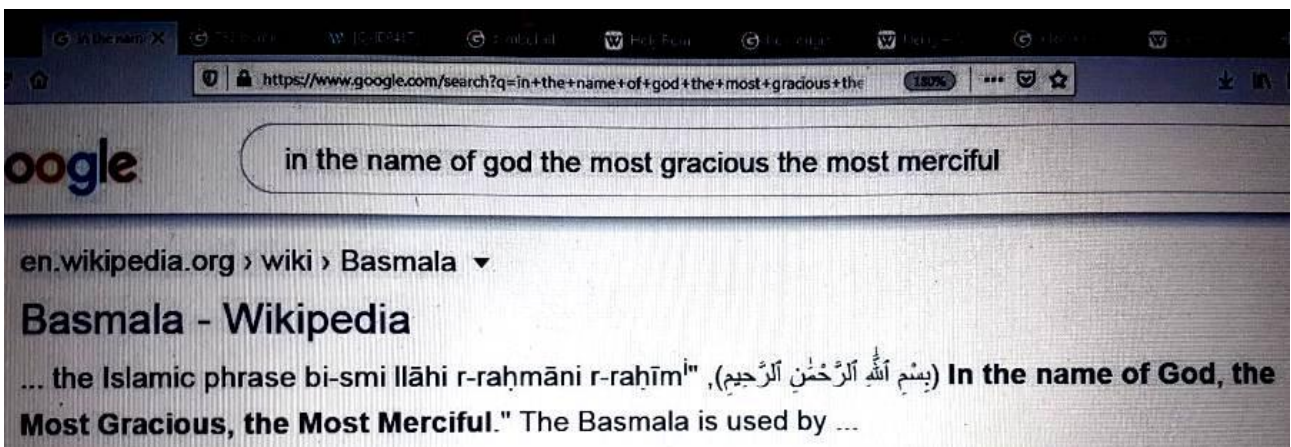 in the nam
https://www.google.com/search?q=in+the+name+of+god+the+most+gracious+the 180%
oogle in the name of god the most gracious the most merciful
en.wikipedia.org › wiki › Basmala
Basmala - Wikipedia
... the Islamic phrase bi-smi llāhi r-raḥmāni r-raḥīmi (بِسْمِ ٱللَّٰهِ ٱلرَّحْمَٰنِ ٱلرَّحِيمِ), "In the name of God, the
Most Gracious, the Most Merciful." The Basmala is used by ...